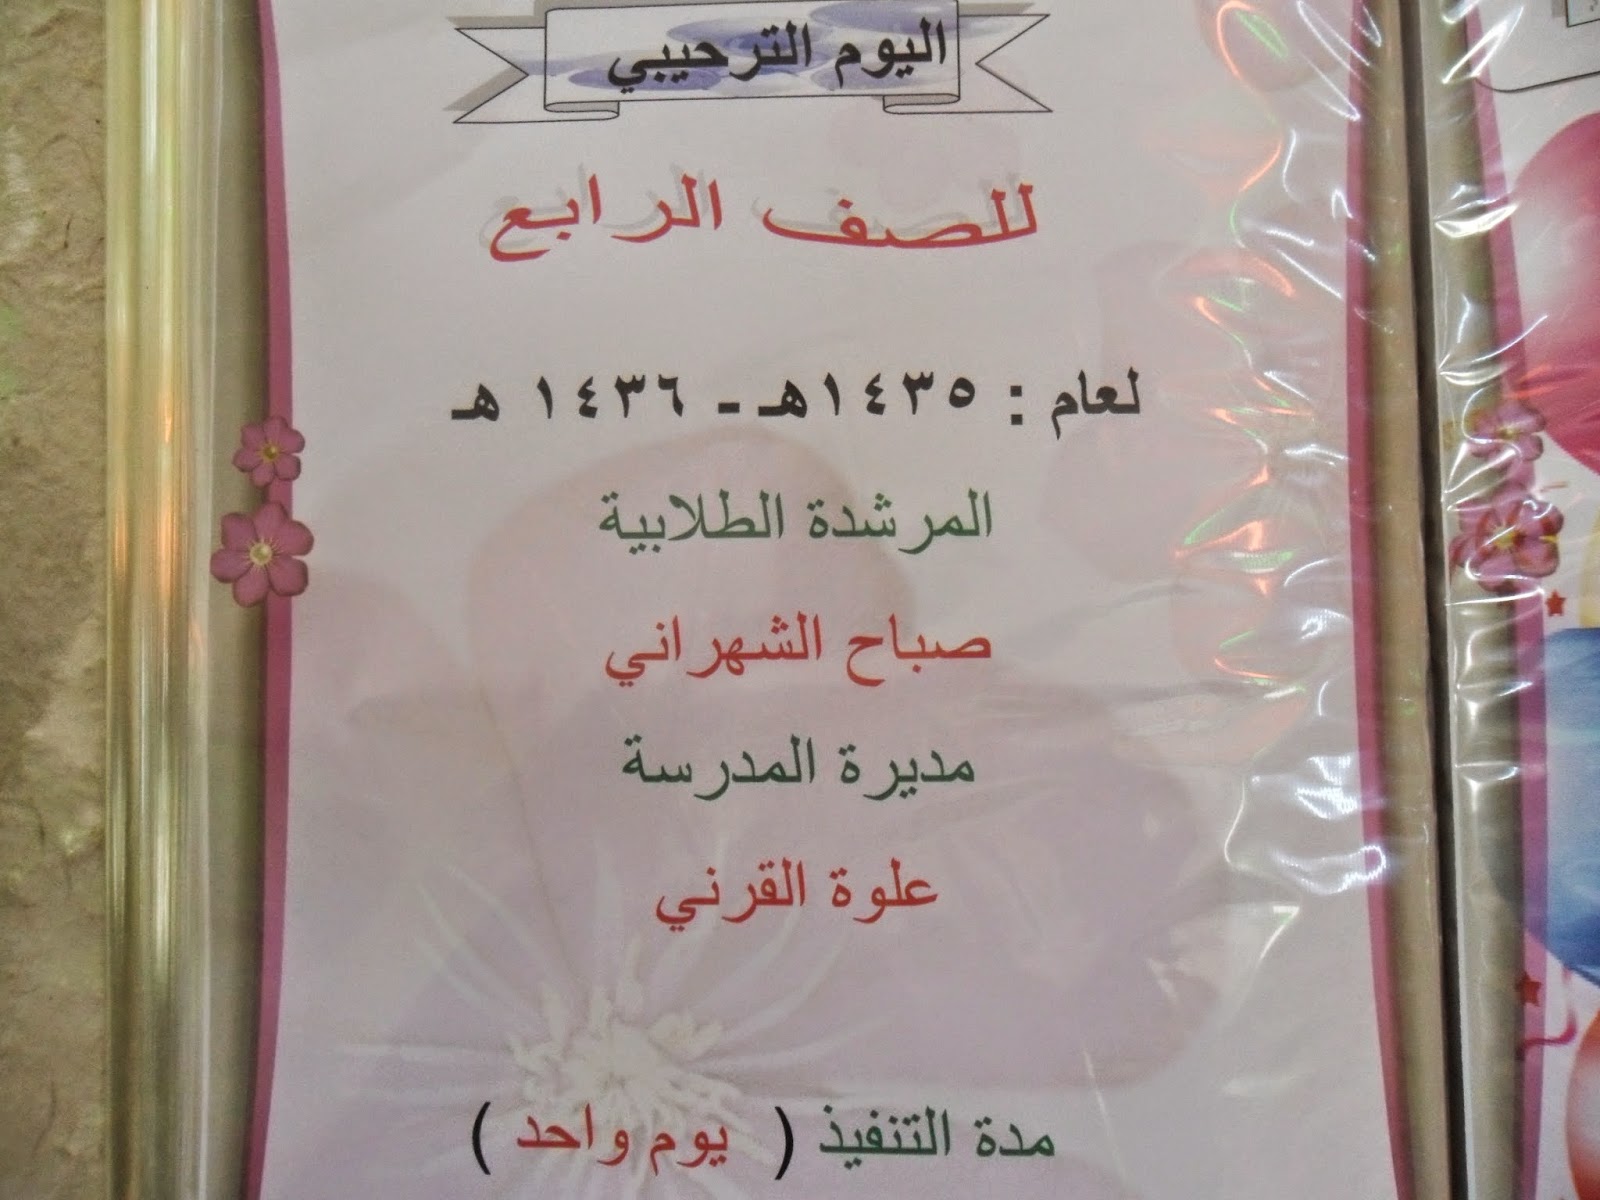 اليوم الترحيبي
للصف الرابع
لعام : ١٤٣٥هـ - ١٤٣٦ هـ
المرشدة الطلابية
صباح الشهراني
مديرة المدرسة
علوة القرني
مدة التنفيذ ( يوم واحد )